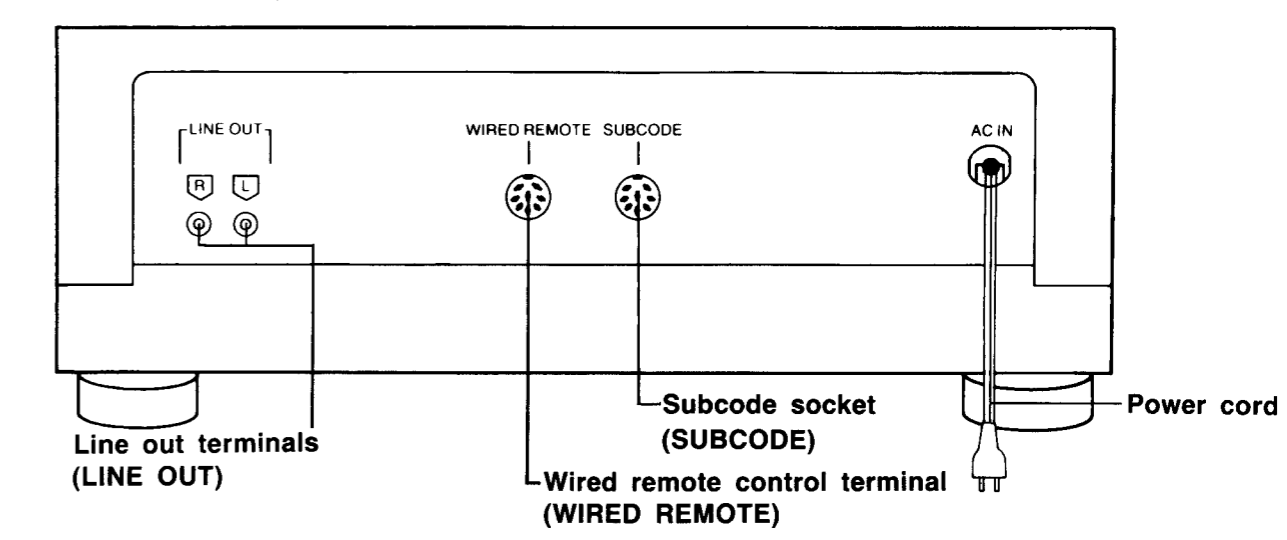 LINE OUT
WIRED REMOTE SUBCODE
AC IN
R L
Subcode socket
(SUBCODE)
Power cord
Line out terminals
(LINE OUT)
Wired remote control terminal
(WIRED REMOTE)